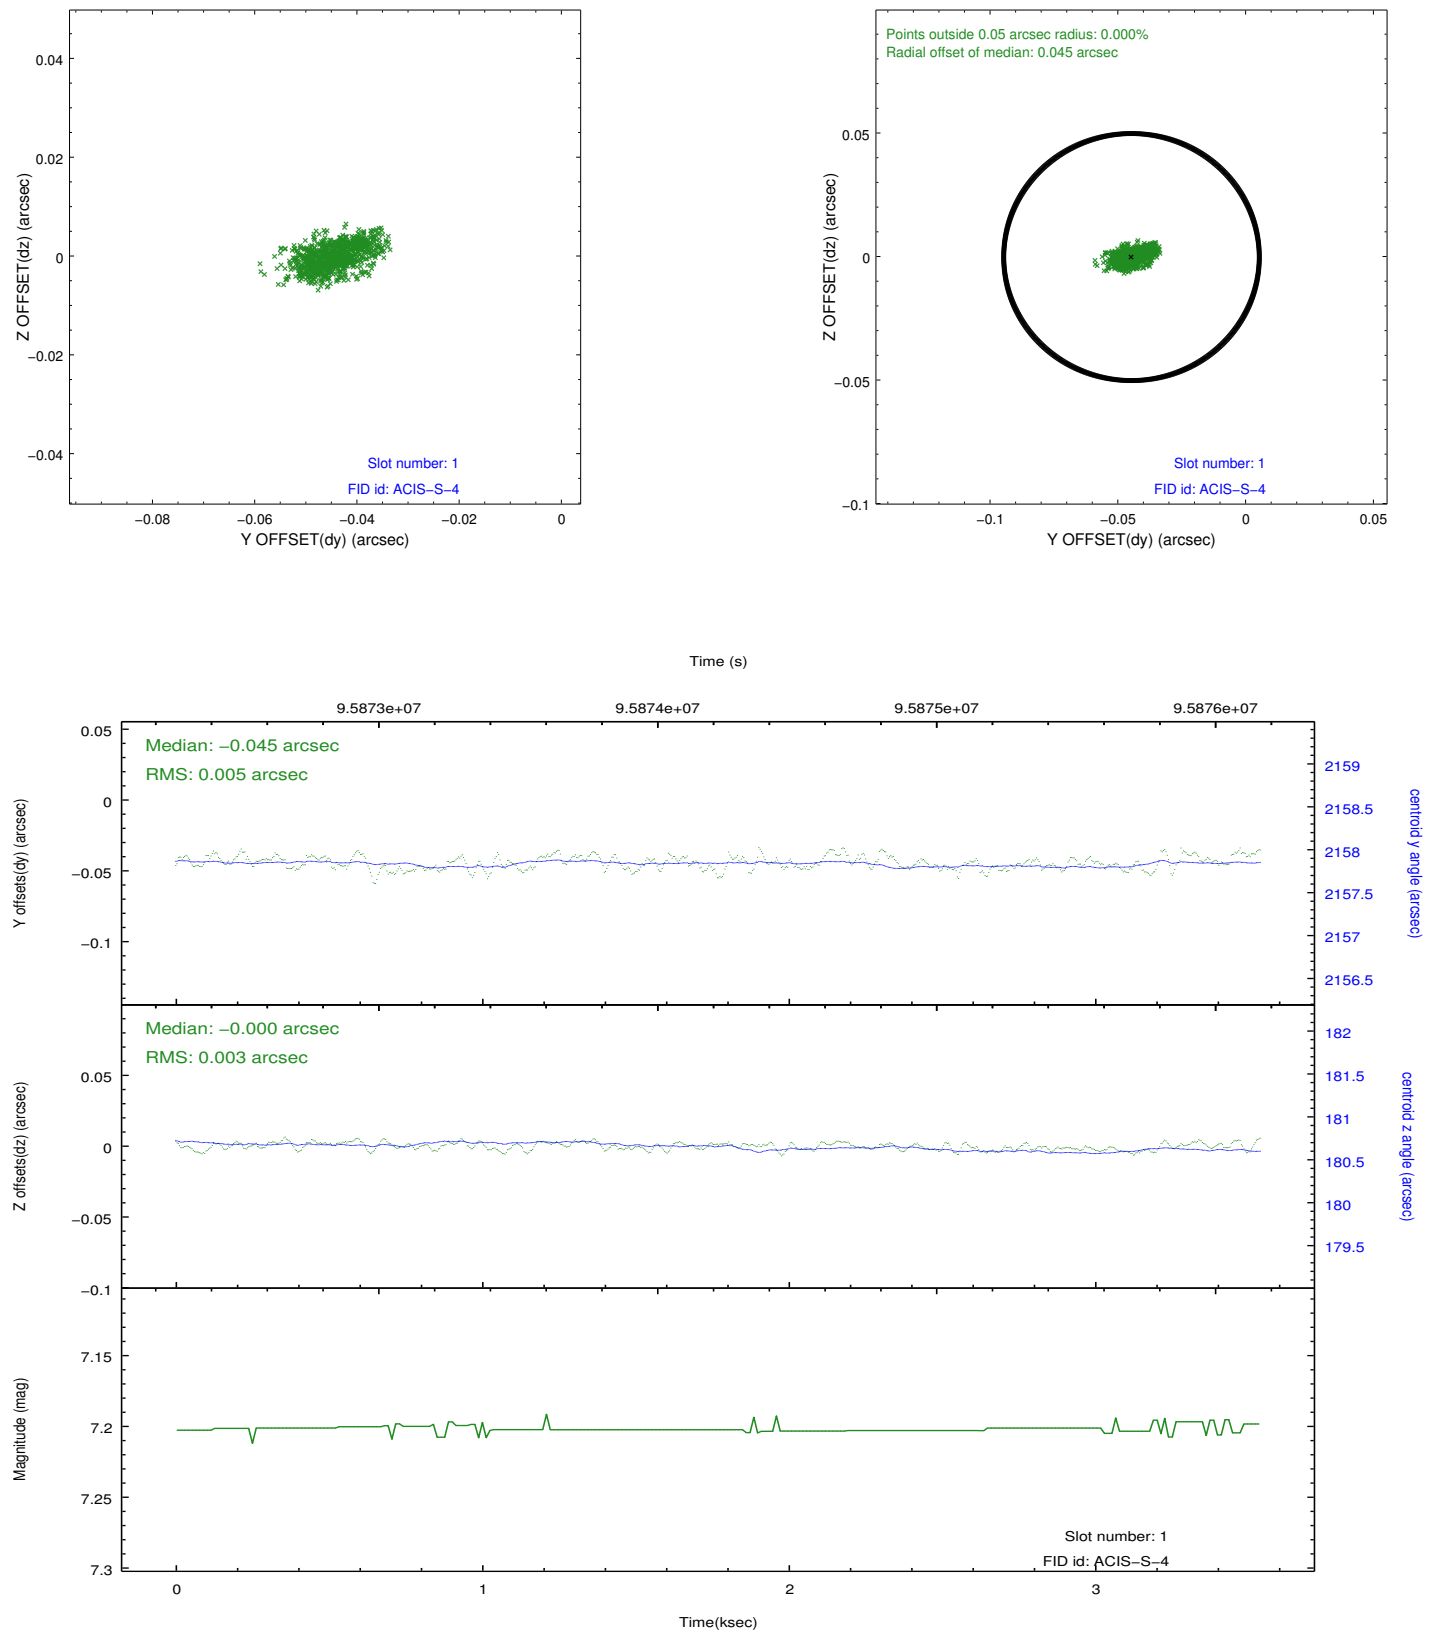 0.04
0.02
0
−0.02
−0.04
Z OFFSET(dz) (arcsec)
Slot number: 1
FID id: ACIS−S−4
−0.08
−0.06
−0.04
−0.02
0
Y OFFSET(dy) (arcsec)
Points outside 0.05 arcsec radius: 0.000%
Radial offset of median: 0.045 arcsec
0.05
0
−0.05
−0.1
Z OFFSET(dz) (arcsec)
Slot number: 1
FID id: ACIS−S−4
−0.1
−0.05
0
0.05
Y OFFSET(dy) (arcsec)
Time (s)
9.5873e+07
9.5874e+07
9.5875e+07
9.5876e+07
Median: −0.045 arcsec
RMS: 0.005 arcsec
0.05
0
−0.05
−0.1
Y offsets(dy) (arcsec)
2159
2158.5
2158
2157.5
2157
2156.5
centroid y angle (arcsec)
Median: −0.000 arcsec
RMS: 0.003 arcsec
0.05
0
−0.05
−0.1
Z offsets(dz) (arcsec)
182
181.5
181
180.5
180
179.5
centroid z angle (arcsec)
7.15
7.2
7.25
7.3
Magnitude (mag)
Slot number: 1
FID id: ACIS−S−4
0
1
2
3
Time(ksec)